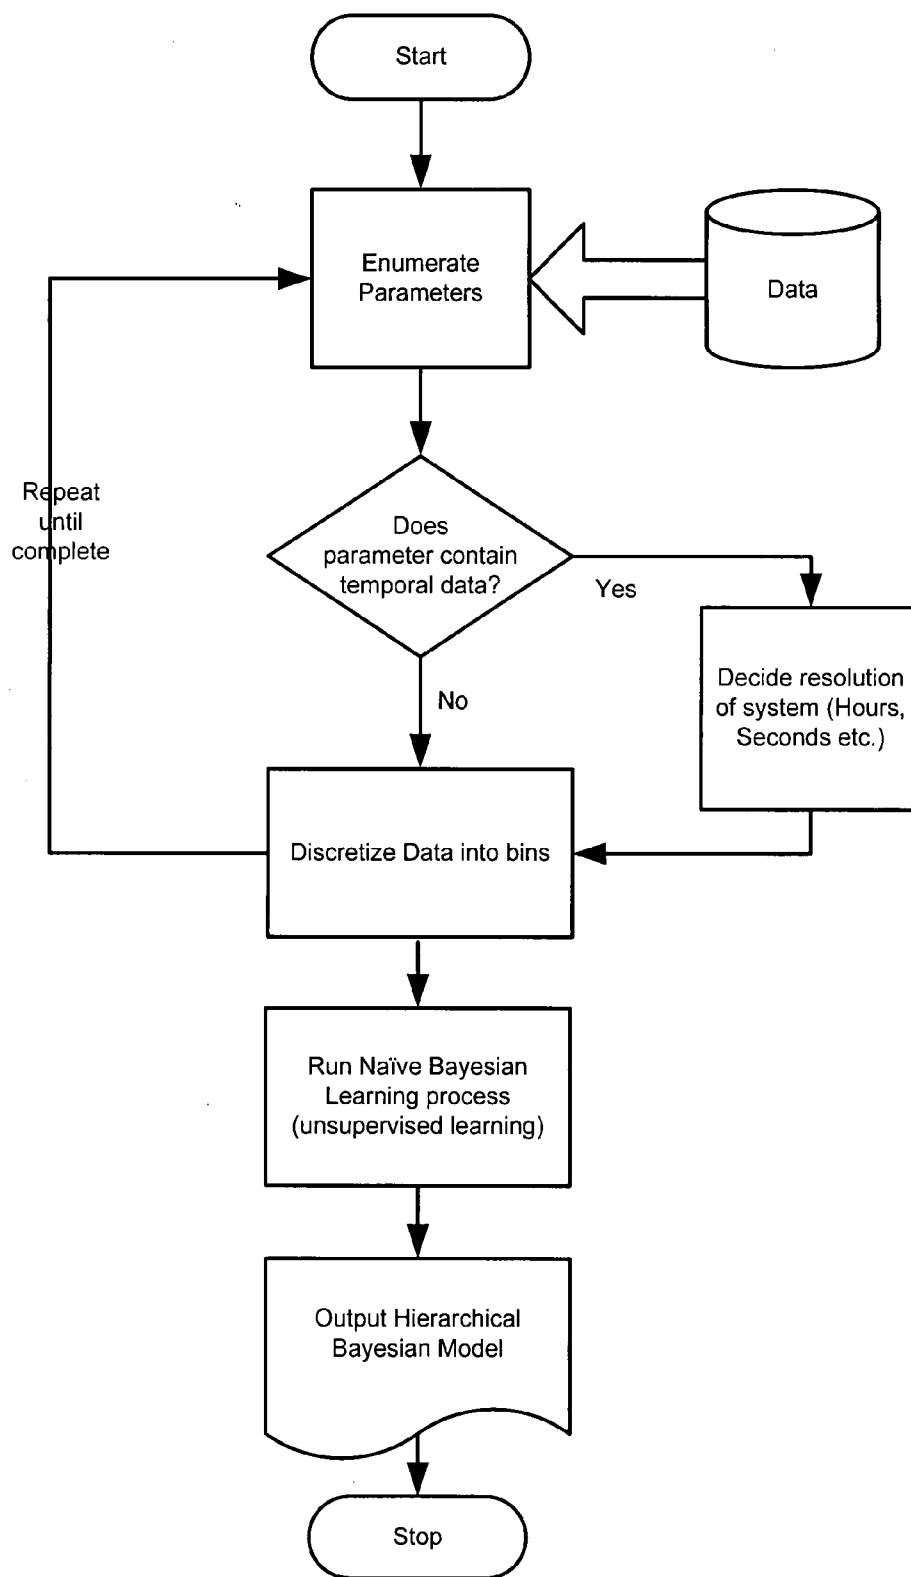 Start
Enumerate
Parameters
Data
Repeat
until
complete
Does
parameter contain
temporal data?
Yes
No
Decide resolution
of system (Hours,
Seconds etc.)
Discretize Data into bins
Run Naïve Bayesian
Learning process
(unsupervised learning)
Output Hierarchical
Bayesian Model
Stop